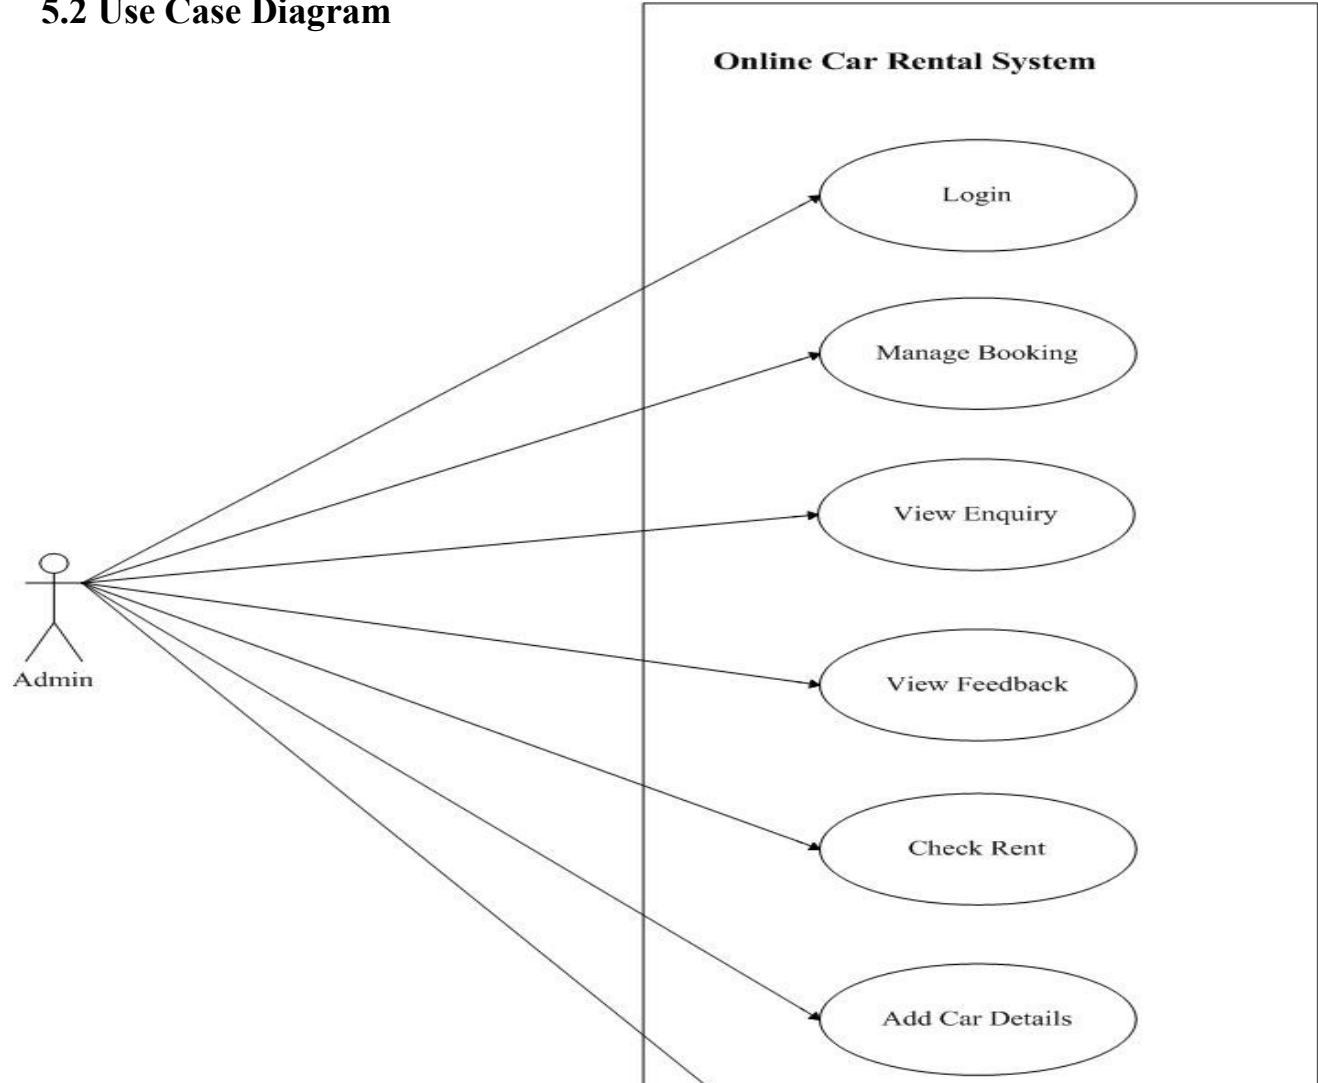 5.2 Use Case Diagram
Online Car Rental System
Login
Manage Booking
View Enquiry
View Feedback
Admin
Check Rent
Add Car Details